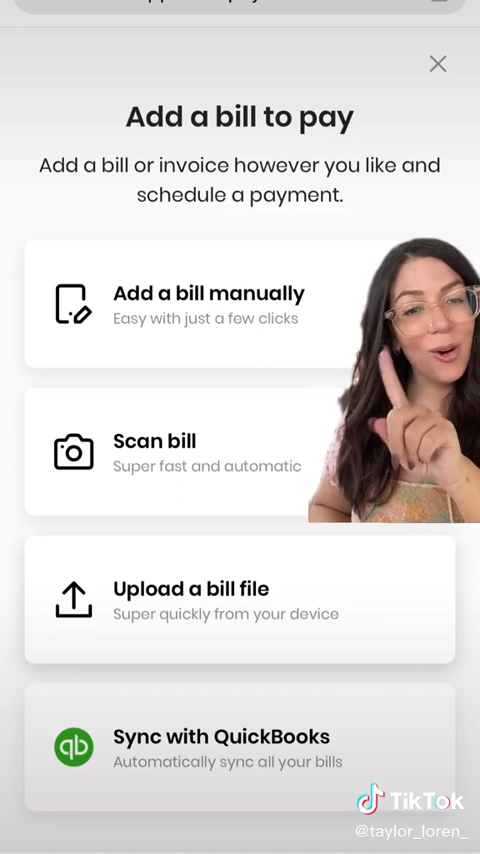 Add a bill to pay
Add a bill or invoice however you like and
schedule a payment.
Add a bill manually
Easy with just a few clicks
Scan bill
Super fast and automatic
Upload a bill file
Super quickly from your device
qb
Sync with QuickBooks
Automatically sync all your bills
TikTok
@taylor_loren_